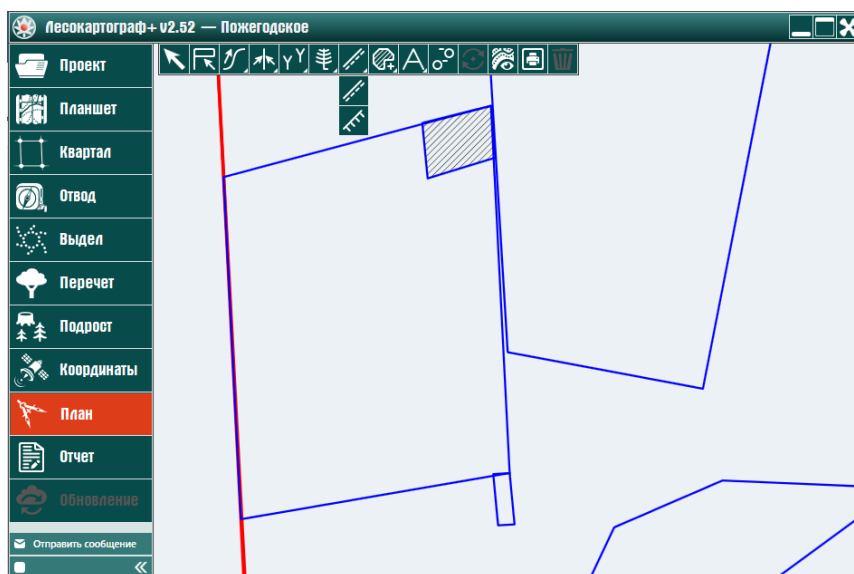 Лесокартограф+ v2.52 — Пожегодское
Проект
Планшет
Квартал
Отвод
Выдел
Перечет
Подрост
Координаты
План
Отчет
Обновление
Отправить сообщение